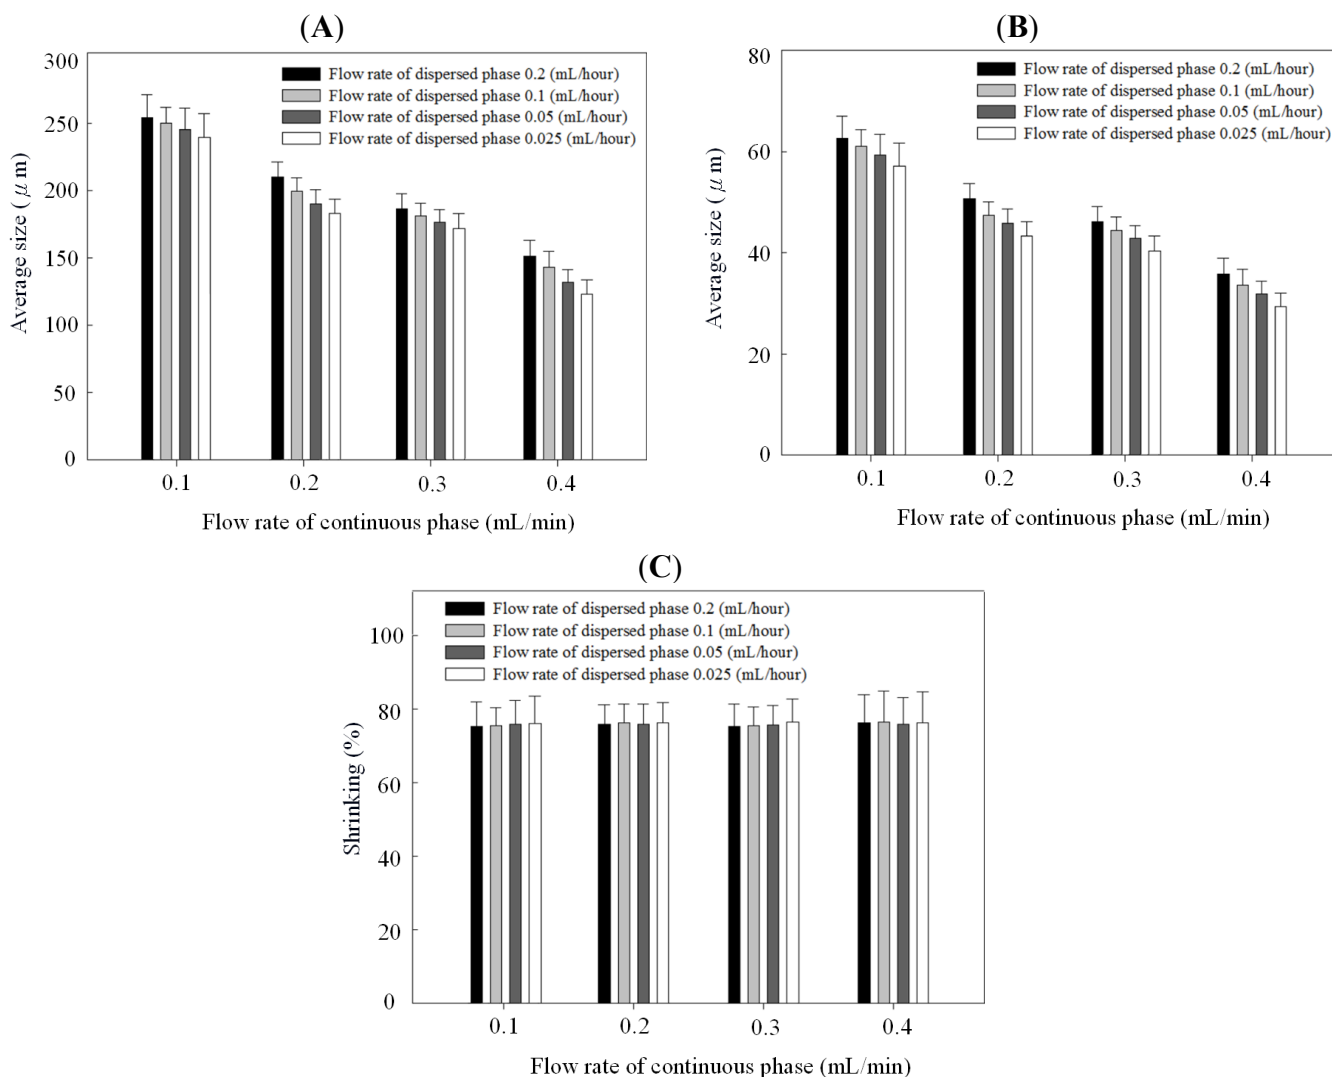 (A)
300
250
200
150
100
50
0
Average size (μm)
Flow rate of dispersed phase 0.2 (mL/hour)
Flow rate of dispersed phase 0.1 (mL/hour)
Flow rate of dispersed phase 0.05 (mL/hour)
Flow rate of dispersed phase 0.025 (mL/hour)
0.1 0.2 0.3 0.4
Flow rate of continuous phase (mL/min)
(B)
80
60
40
20
0
Average size (μm)
Flow rate of dispersed phase 0.2 (mL/hour)
Flow rate of dispersed phase 0.1 (mL/hour)
Flow rate of dispersed phase 0.05 (mL/hour)
Flow rate of dispersed phase 0.025 (mL/hour)
0.1 0.2 0.3 0.4
Flow rate of continuous phase (mL/min)
(C)
100
80
60
40
20
0
Shrinking (%)
Flow rate of dispersed phase 0.2 (mL/hour)
Flow rate of dispersed phase 0.1 (mL/hour)
Flow rate of dispersed phase 0.05 (mL/hour)
Flow rate of dispersed phase 0.025 (mL/hour)
0.1 0.2 0.3 0.4
Flow rate of continuous phase (mL/min)